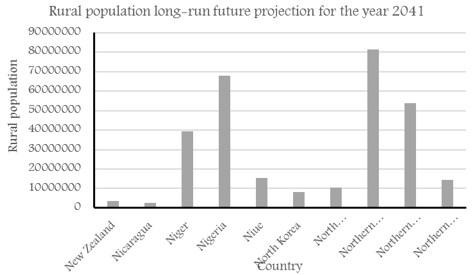 Rural population long-run future projection for the year 2041
90000000
80000000
70000000
60000000
50000000
40000000
30000000
20000000
10000000
0
Rural population
New Zealand
Nicaragua
Niger
Nigeria
Niue
North Korea
North...
Northern...
Northern...
Northern...
Country